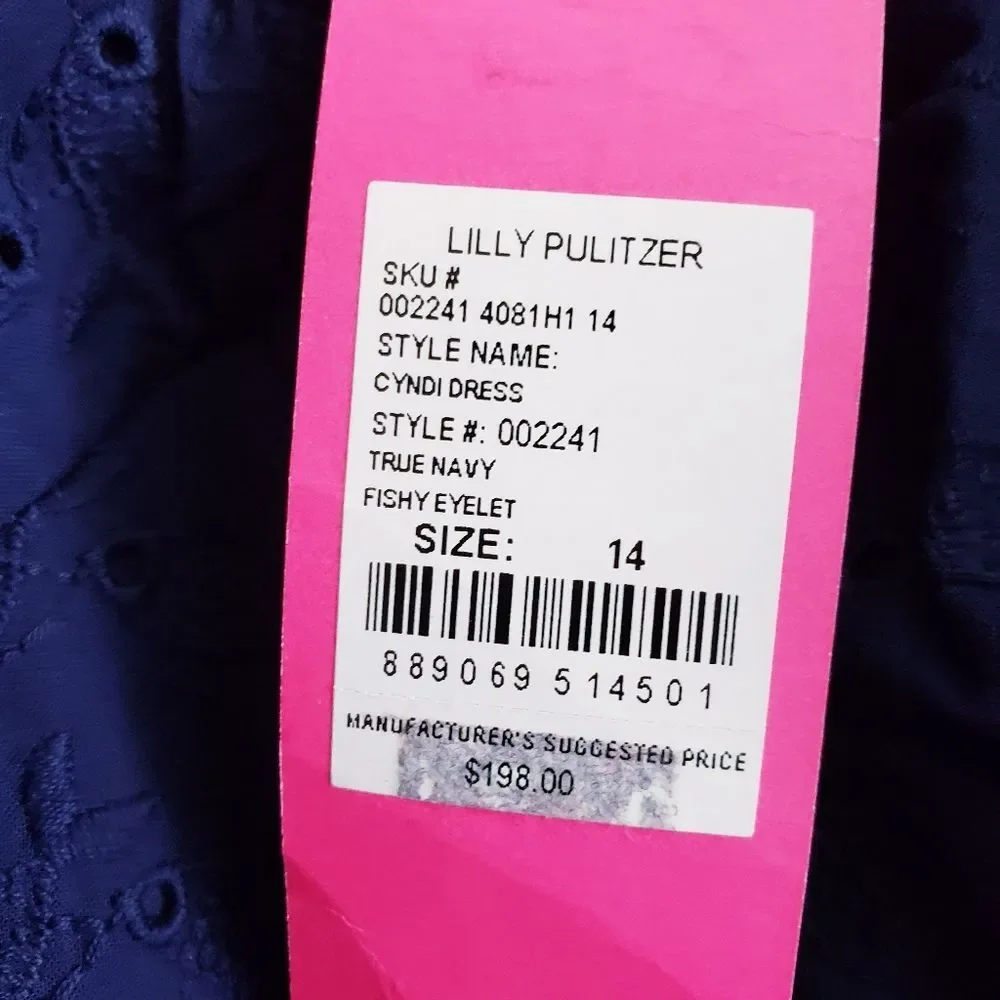 LILLY PULITZER
SKU #
002241 4081H1 14
STYLE NAME:
CYNDI DRESS
STYLE #: 002241
TRUE NAVY
FISHY EYELET
SIZE: 14
889069 514501
MANUFACTURER'S SUGGESTED PRICE
$198.00